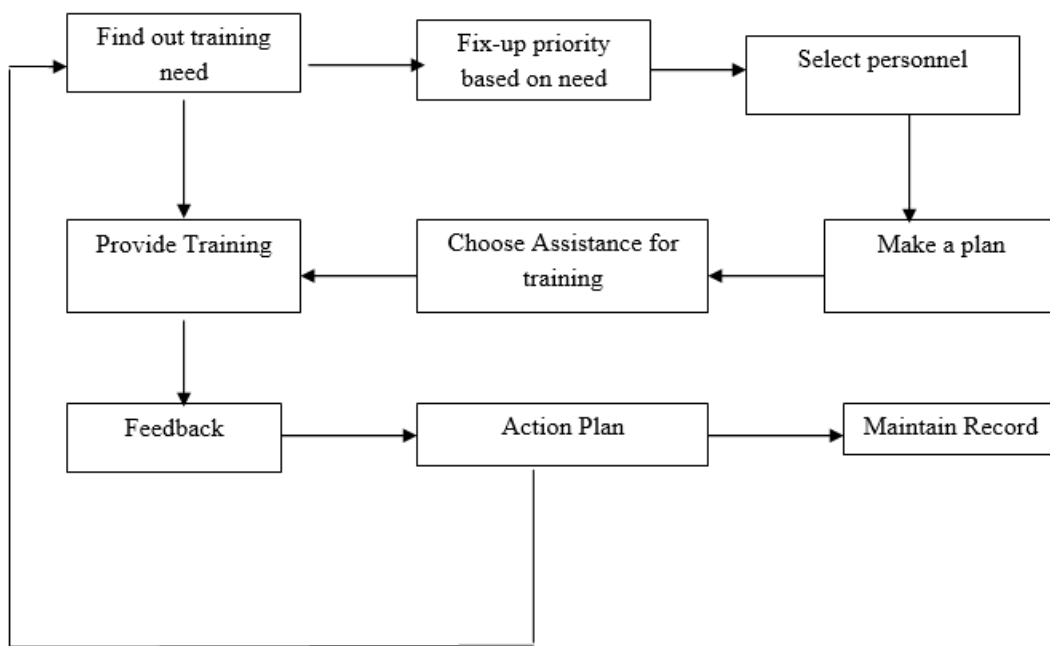 Find out training
need
Fix-up priority
based on need
Select personnel
Provide Training
Choose Assistance for
training
Make a plan
Feedback
Action Plan
Maintain Record